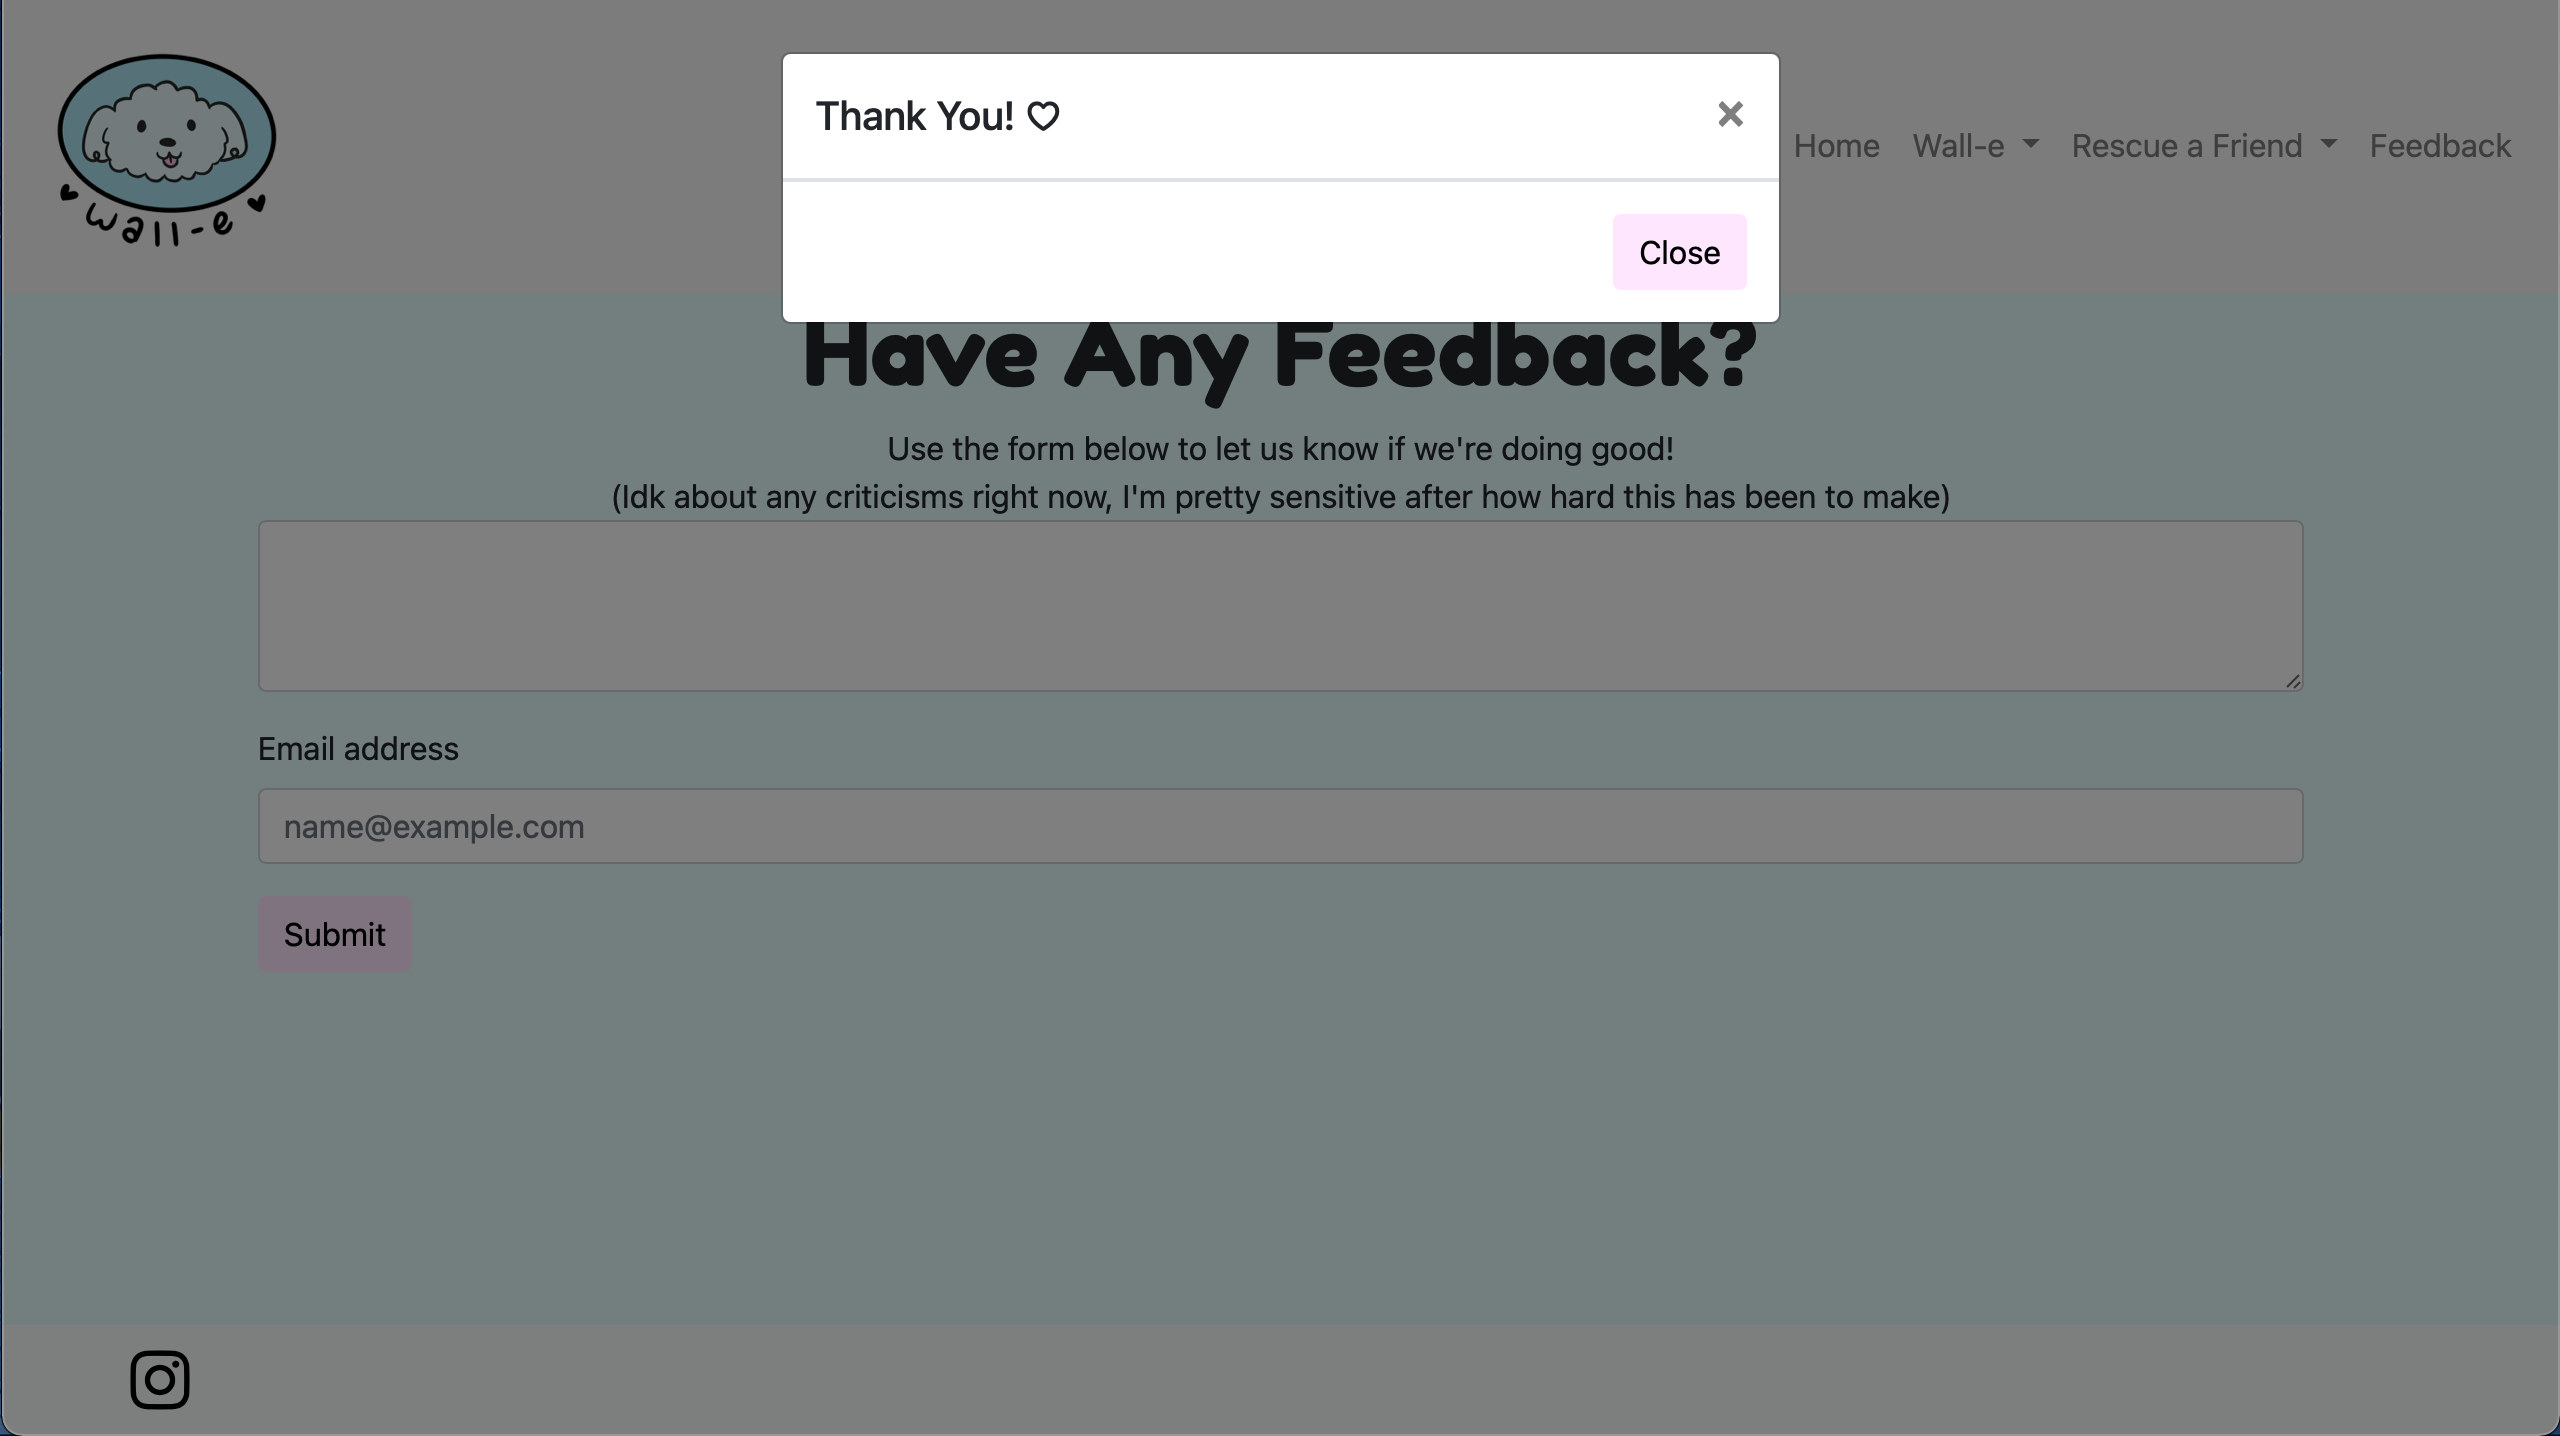 wall-e
Thank You! ♡
×
Home Wall-e Rescue a Friend Feedback
Close
Have Any Feedback?
Use the form below to let us know if we're doing good!
(Idk about any criticisms right now, I'm pretty sensitive after how hard this has been to make)
Email address
name@example.com
Submit